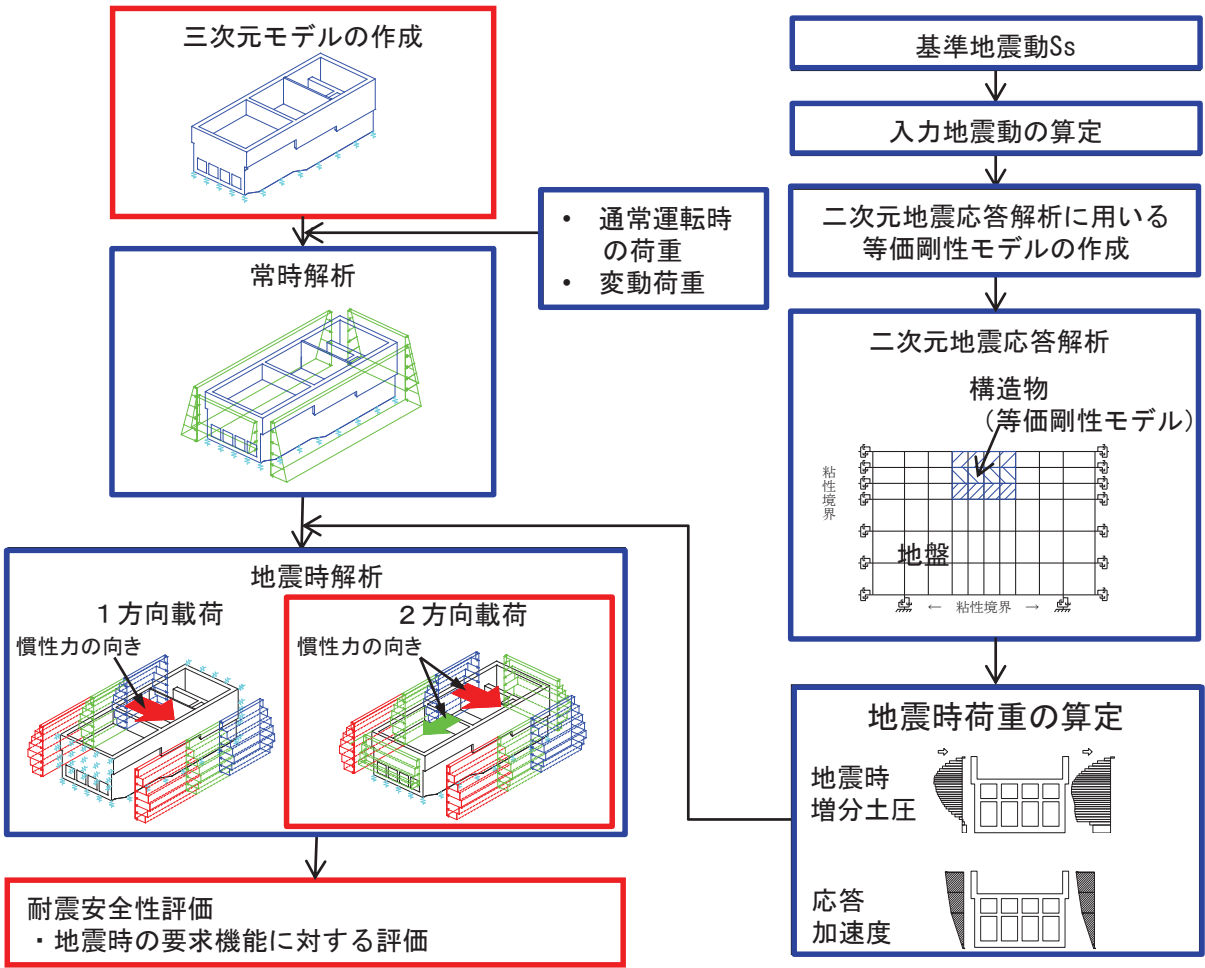 三次元モデルの作成
・ 通常運転時
の荷重
・ 変動荷重
常時解析
地震時解析
１方向載荷
慣性力の向き
２方向載荷
慣性力の向き
耐震安全性評価
・地震時の要求機能に対する評価
基準地震動Ss
入力地震動の算定
二次元地震応答解析に用いる
等価剛性モデルの作成
二次元地震応答解析
構造物
（等価剛性モデル）
粘性境界
地盤
← 粘性境界 →
地震時荷重の算定
地震時
増分土圧
応答
加速度